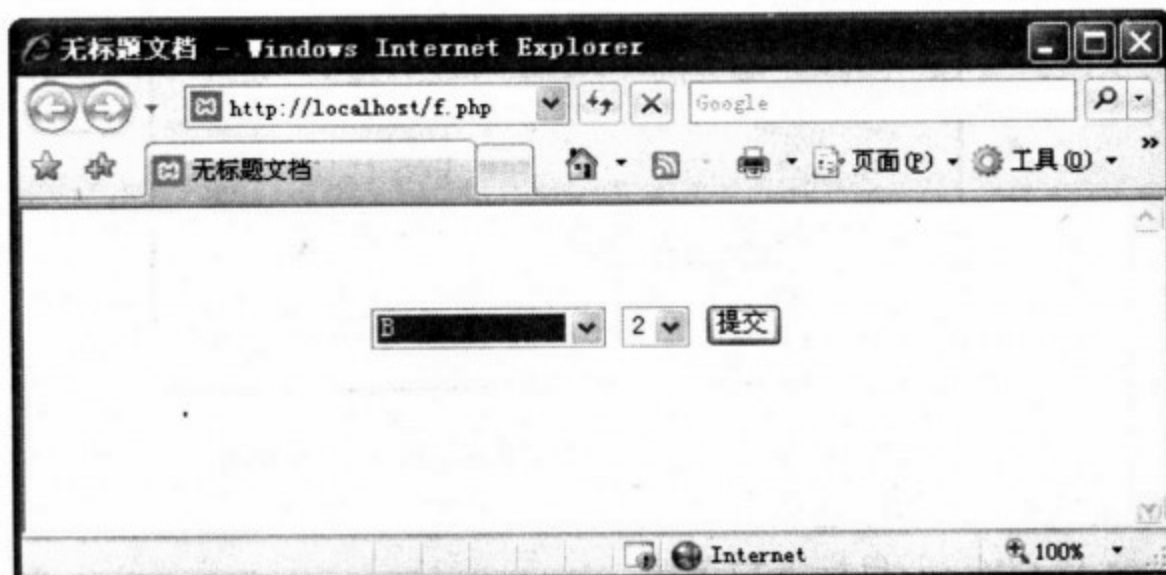 无标题文档 - Windows Internet Explorer
http://localhost/f.php Google
无标题文档 页面(P) 工具(O)
B 2 提交
Internet 100%